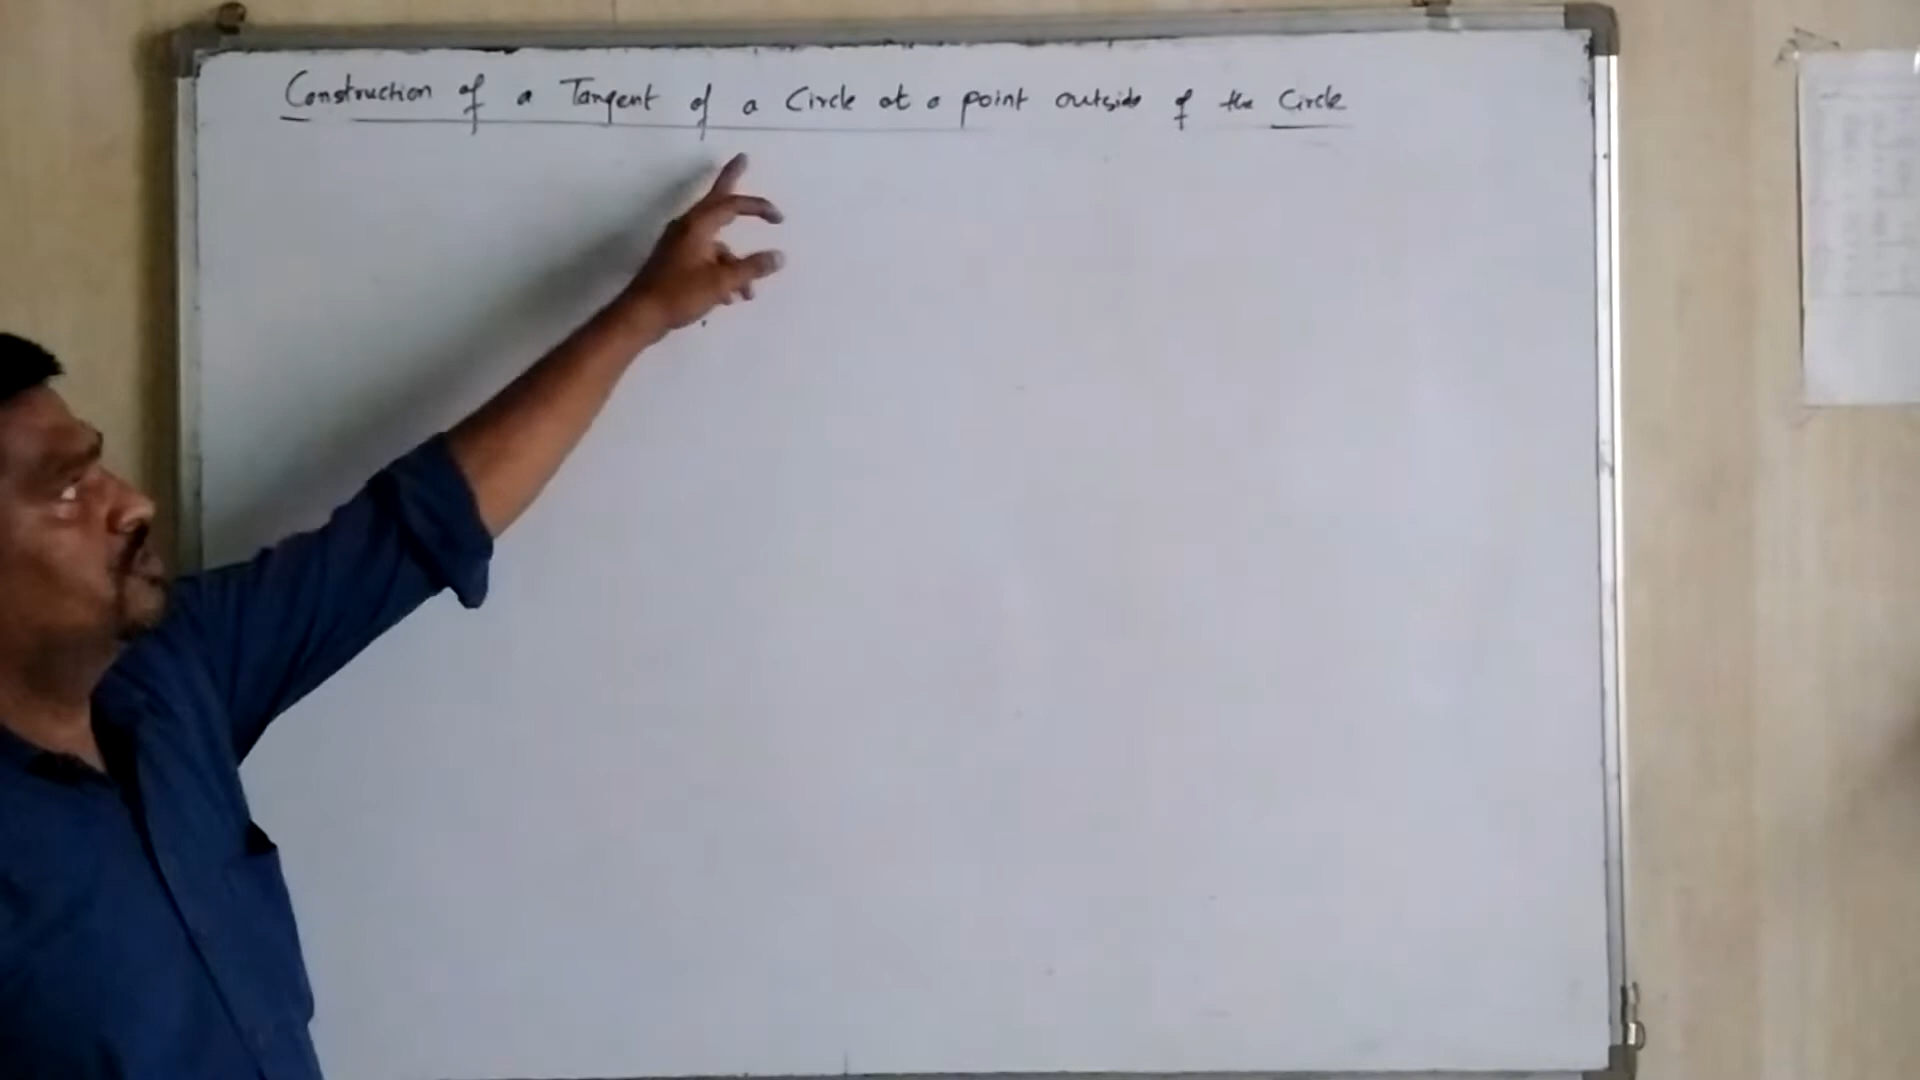 Construction of a Tangent of a Circle at a point outside of the Circle